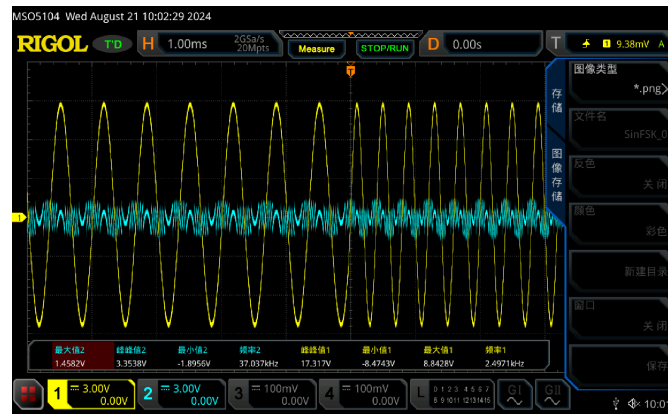 MSO5104 Wed August 21 10:02:29 2024
RIGOL T'D H 1.00ms 2GSa/s 20Mpts Measure STOP/RUN D 0.00s T 1 9.38mV A
T
图像类型
*.png
存储
文件名
SinFSK_0
图像存储
反色
关闭
颜色
彩色
新建目录
窗口
关闭
保存
1
最大值2 峰峰值2 最小值2 频率2 峰峰值1 最小值1 最大值1 频率1
1.4582V 3.3538V -1.8956V 37.037kHz 17.317V -8.4743V 8.8428V 2.4971kHz
1 3.00V 0.00V 2 3.00V 0.00V 3 100mV 0.00V 4 100mV 0.00V L 0 1 2 3 4 5 6 7 8 9 10 11 12 13 14 15 GI GII
10:0